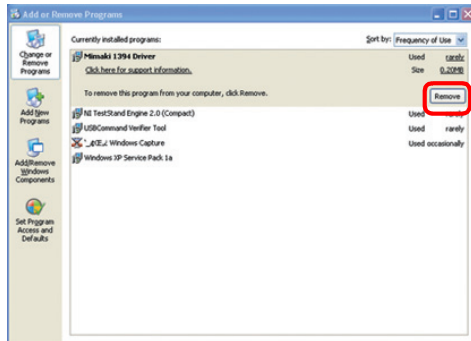 Add or Remove Programs
Change or
Remove
Programs
Currently installed programs:
Sort by: Frequency of Use
Mimaki 1394 Driver
Used rarely
Click here for support information.
Size 0.20MB
To remove this program from your computer, click Remove.
Remove
Add New
Programs
NI TestStand Engine 2.0 (Compact)
Used rarely
USBCommand Verifier Tool
Used rarely
Windows Capture
Used occasionally
Windows XP Service Pack 1a
Add/Remove
Windows
Components
Set Program
Access and
Defaults